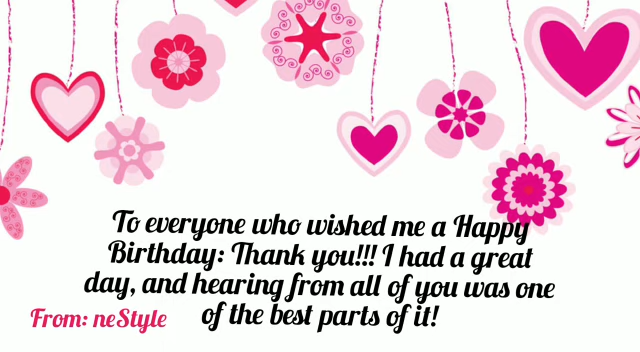 To everyone who wished me a Happy
Birthday: Thank you!!! I had a great
day, and hearing from all of you was one
of the best parts of it!
From: neStyle